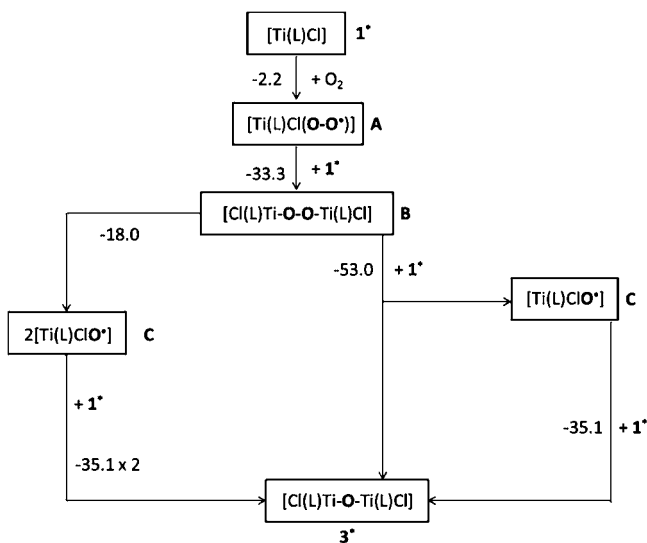 [Ti(L)Cl] 1*
-2.2 + O₂
[Ti(L)Cl(O-O•)] A
-33.3 + 1*
[Cl(L)Ti-O-O-Ti(L)Cl] B
-18.0
-53.0 + 1*
[Ti(L)ClO•] C
2[Ti(L)ClO•] C
+ 1*
-35.1 + 1*
-35.1 x 2
[Cl(L)Ti-O-Ti(L)Cl]
3*